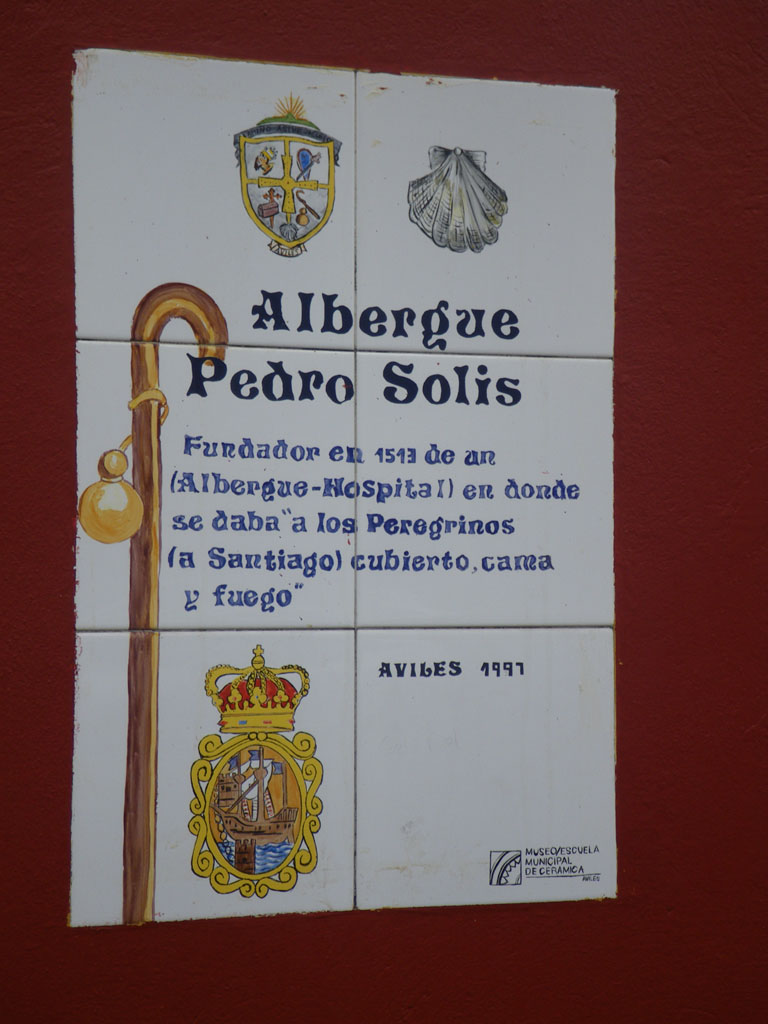 Albergue
Pedro Solis
Fundador en 1513 de un
(Albergue-Hospital) en donde
se daba "a los Peregrinos
(a Santiago) cubierto, cama
y fuego"
AVILES 1997
MUSEO/ESCUELA
MUNICIPAL
DE CERAMICA
AVILES